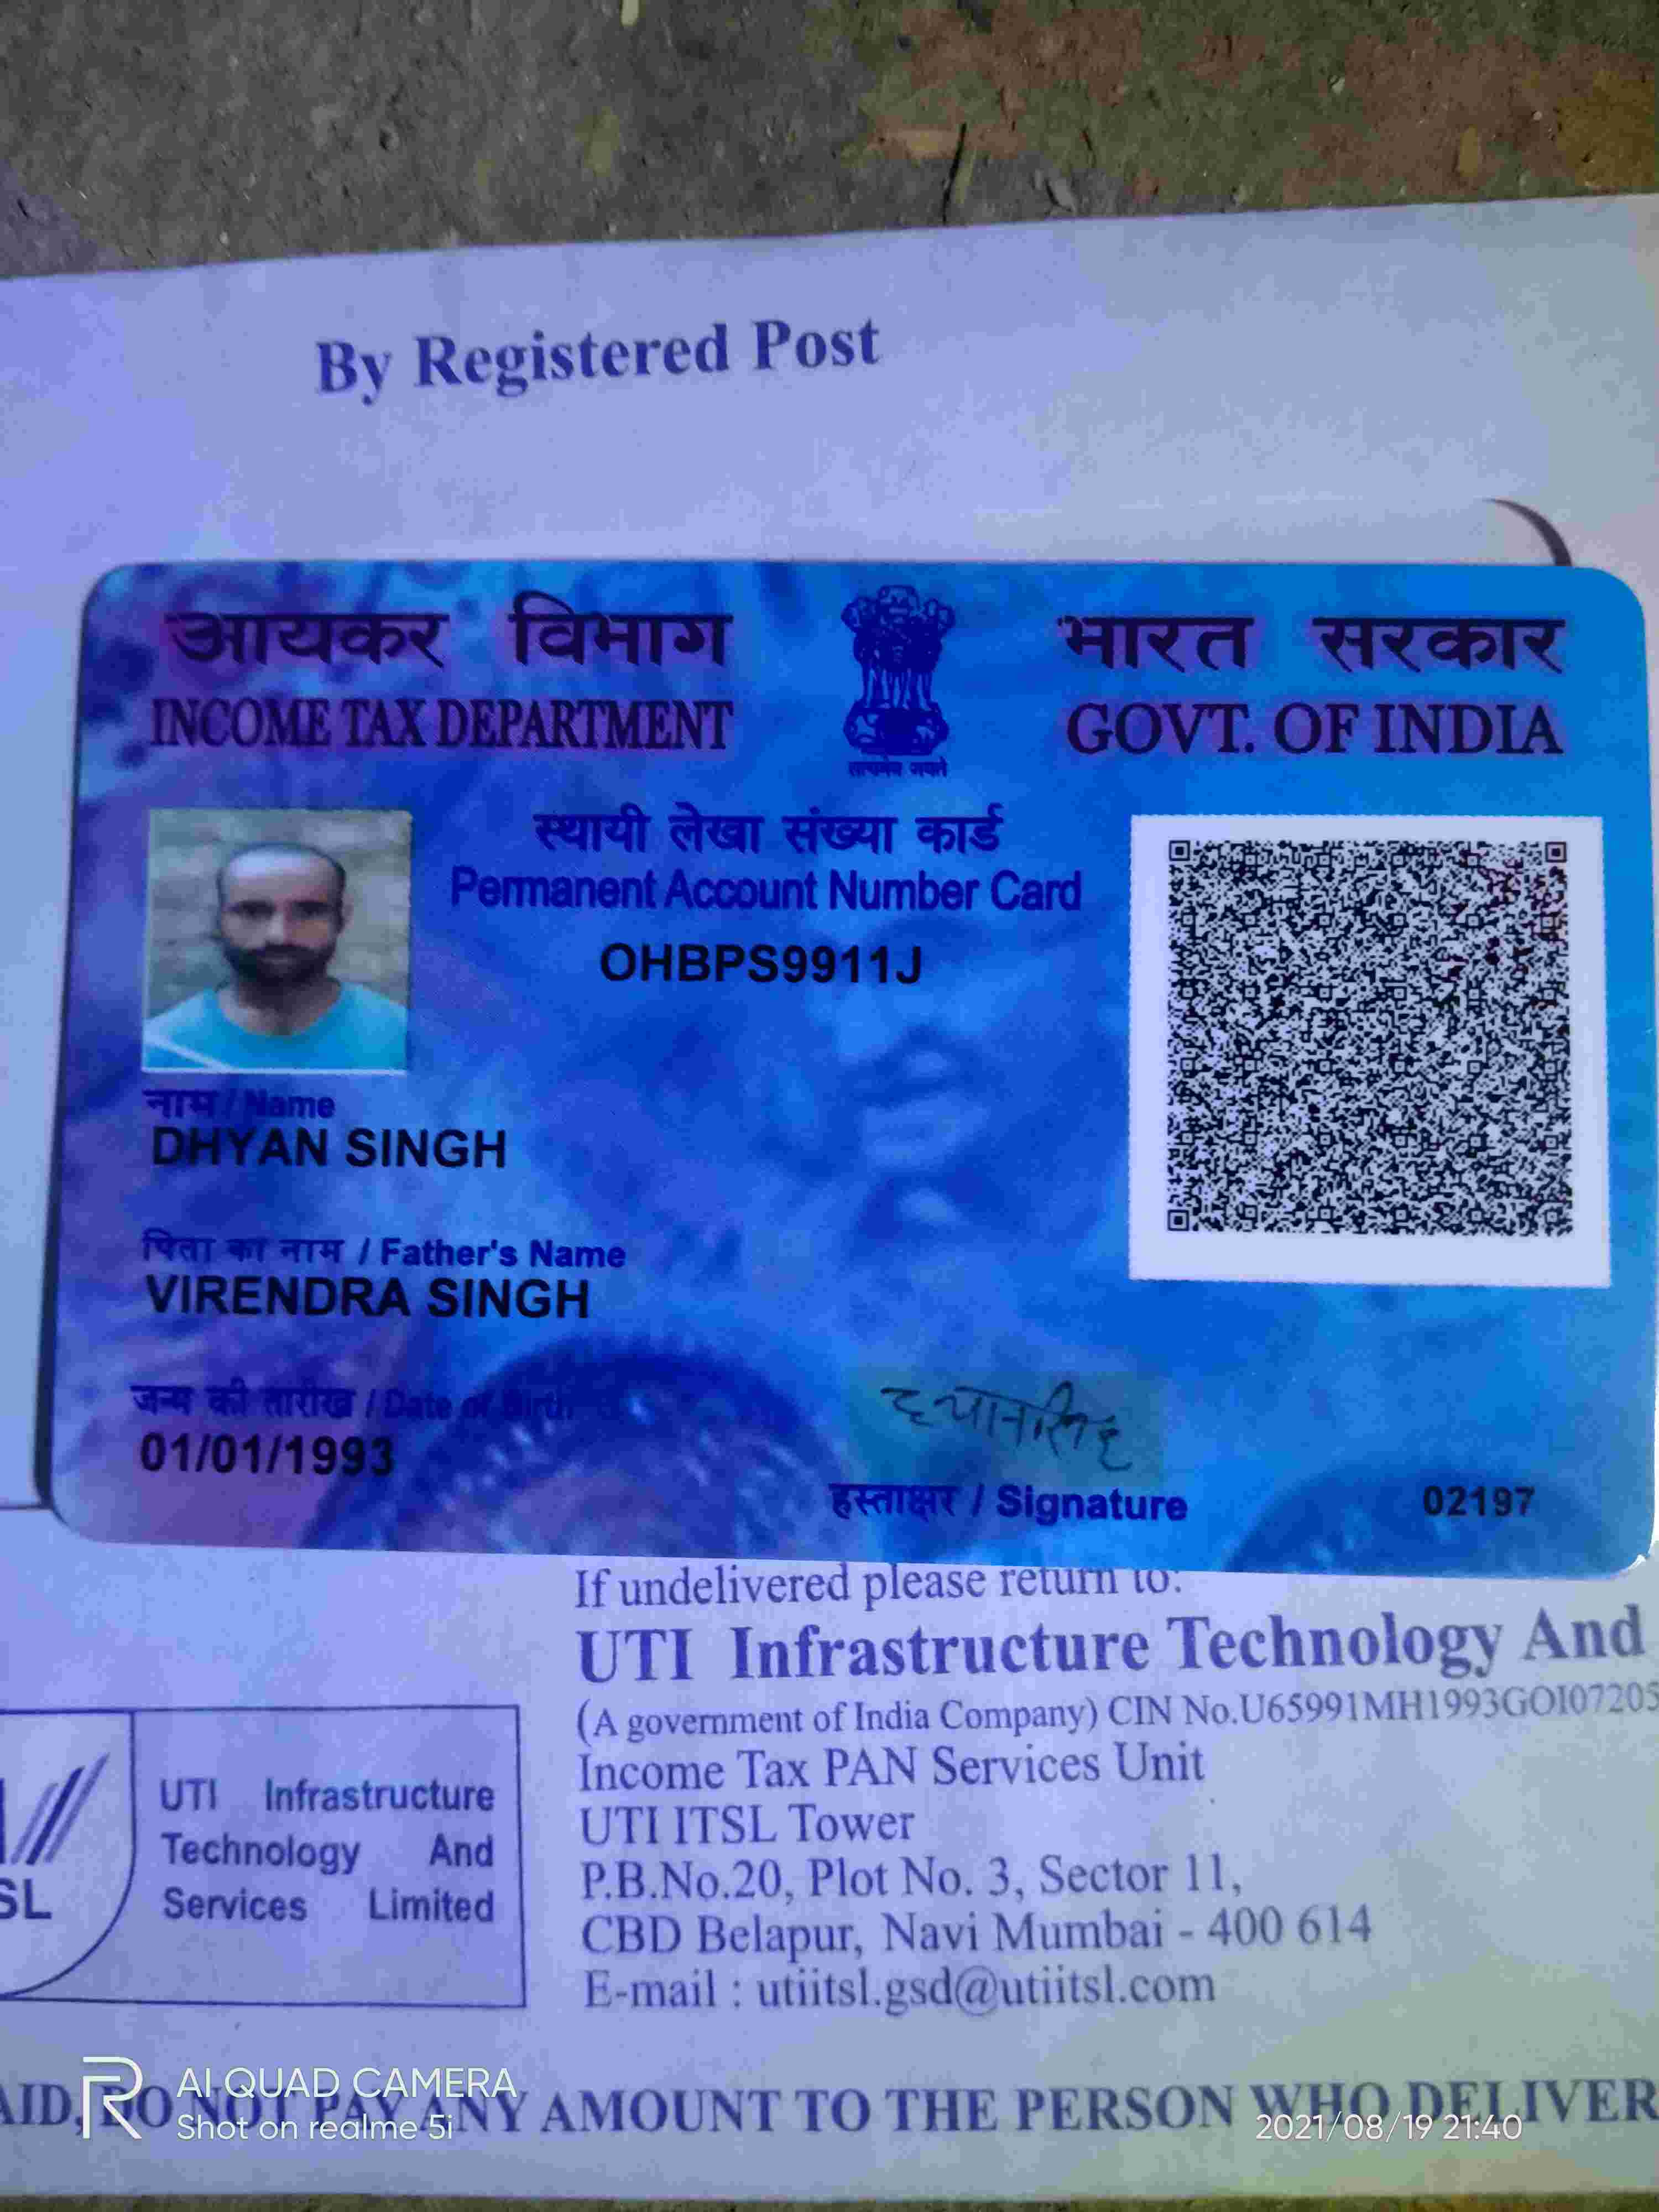 By Registered Post
आयकर विभाग
INCOME TAX DEPARTMENT
सत्यमेव जयते
भारत सरकार
GOVT. OF INDIA
स्थायी लेखा संख्या कार्ड
Permanent Account Number Card
OHBPS9911J
नाम / Name
DHYAN SINGH
पिता का नाम / Father's Name
VIRENDRA SINGH
जन्म की तारीख / Date of Birth
01/01/1993
ध्यानसिंह
हस्ताक्षर / Signature
02197
If undelivered please return to:
UTI Infrastructure Technology And
(A government of India Company) CIN No.U65991MH1993GOI07205
Income Tax PAN Services Unit
UTI ITSL Tower
P.B.No.20, Plot No. 3, Sector 11,
CBD Belapur, Navi Mumbai - 400 614
E-mail : utiitsl.gsd@utiitsl.com
SL
UTI Infrastructure
Technology And
Services Limited
AID, DO NOT PAY ANY AMOUNT TO THE PERSON WHO DELIVER
R
AI QUAD CAMERA
Shot on realme 5i
2021/08/19 21:40